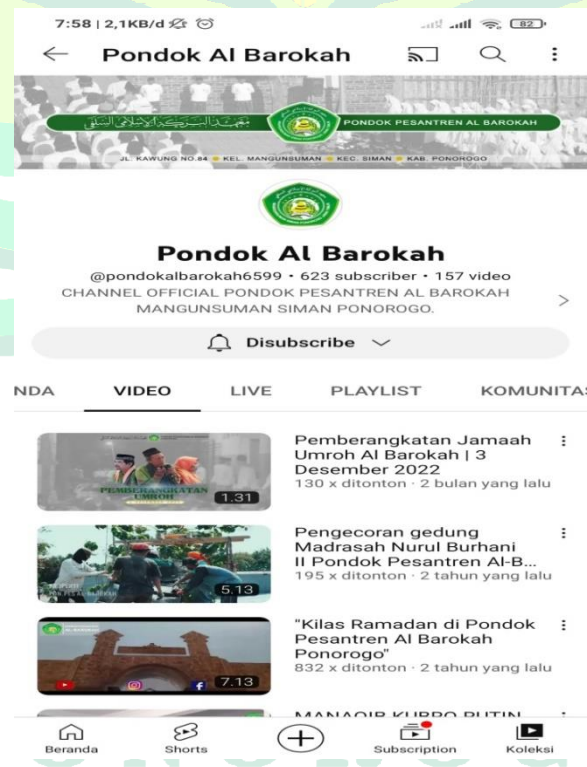 7:58 | 2,1KB/d
82
Pondok Al Barokah
PONDOK PESANTREN AL BAROKAH
JL. KAWUNG NO.84 KEL. MANGUNSUMAN KEC. SIMAN KAB. PONOROGO
Pondok Al Barokah
@pondokalbarokah6599 • 623 subscriber • 157 video
CHANNEL OFFICIAL PONDOK PESANTREN AL BAROKAH
MANGUNSUMAN SIMAN PONOROGO.
Disubscribe
NDA VIDEO LIVE PLAYLIST KOMUNITAS
PEMBERANGKATAN
UMROH
1.31
Pemberangkatan Jamaah
Umroh Al Barokah | 3
Desember 2022
130 x ditonton · 2 bulan yang lalu
5.13
Pengecoran gedung
Madrasah Nurul Burhani
II Pondok Pesantren Al-B...
195 x ditonton · 2 tahun yang lalu
7.13
"Kilas Ramadan di Pondok
Pesantren Al Barokah
Ponorogo"
832 x ditonton · 2 tahun yang lalu
MANAQIB KUBRO PUTIN
Beranda
Shorts
Subscription
Koleksi